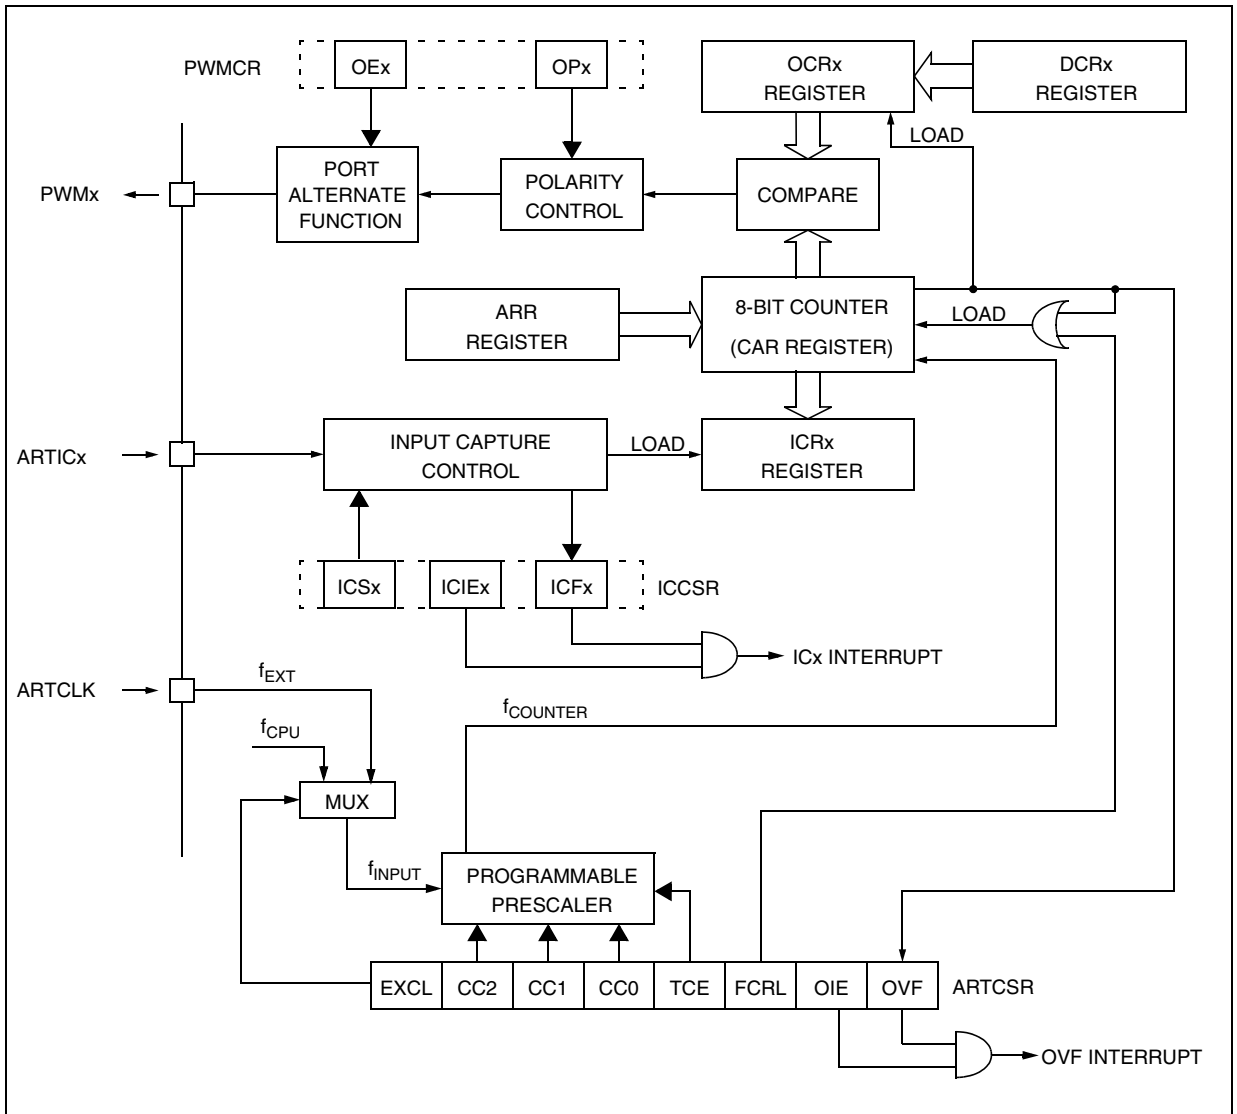 PWMCR
OEx
OPx
OCRx
REGISTER
DCRx
REGISTER
LOAD
PWMx
PORT
ALTERNATE
FUNCTION
POLARITY
CONTROL
COMPARE
ARR
REGISTER
8-BIT COUNTER
(CAR REGISTER)
LOAD
ARTICx
INPUT CAPTURE
CONTROL
LOAD
ICRx
REGISTER
ICSx
ICIEx
ICFx
ICCSR
ICx INTERRUPT
ARTCLK
fEXT
fCPU
fCOUNTER
MUX
fINPUT
PROGRAMMABLE
PRESCALER
EXCL
CC2
CC1
CC0
TCE
FCRL
OIE
OVF
ARTCSR
OVF INTERRUPT